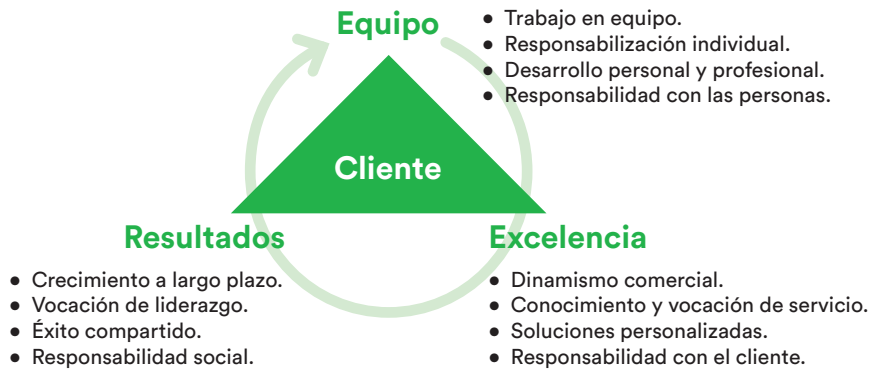 Equipo
• Trabajo en equipo.
• Responsabilización individual.
• Desarrollo personal y profesional.
• Responsabilidad con las personas.
Cliente
Resultados
• Crecimiento a largo plazo.
• Vocación de liderazgo.
• Éxito compartido.
• Responsabilidad social.
Excelencia
• Dinamismo comercial.
• Conocimiento y vocación de servicio.
• Soluciones personalizadas.
• Responsabilidad con el cliente.